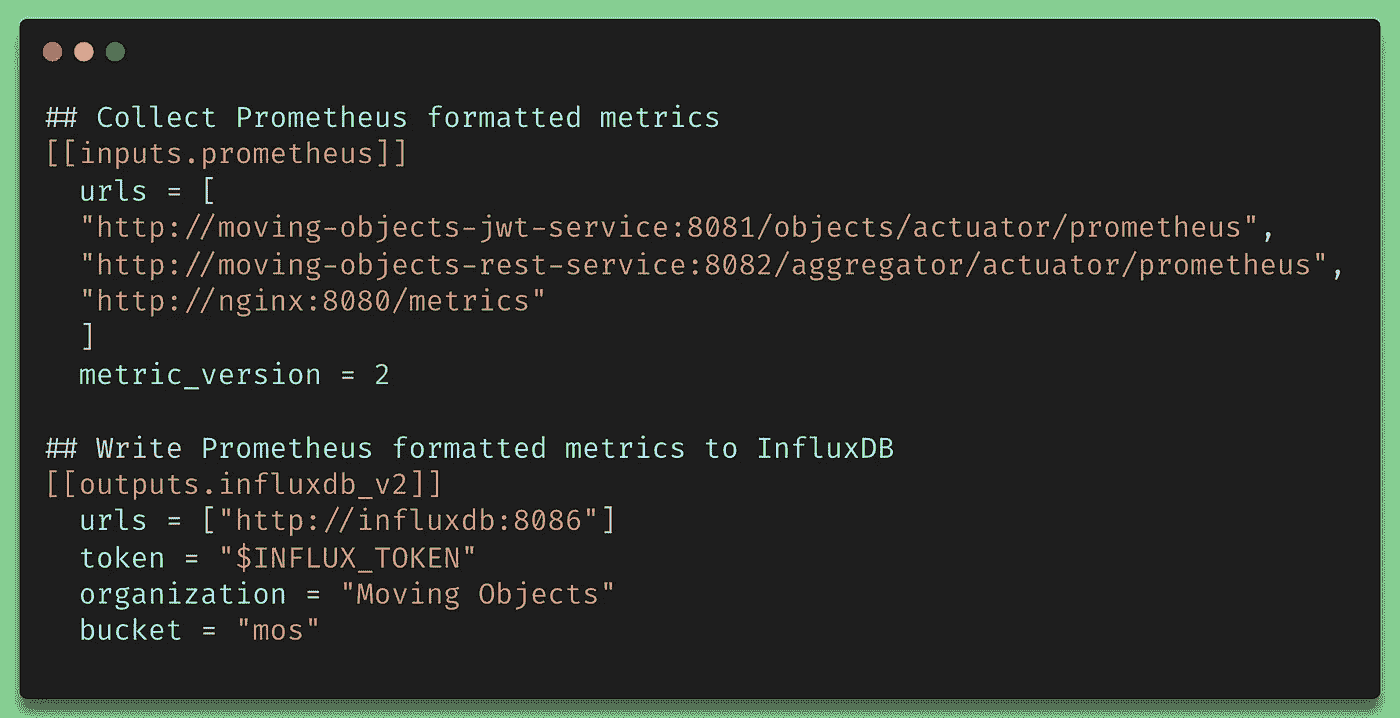 ## Collect Prometheus formatted metrics
[[inputs.prometheus]]
  urls = [
  "http://moving-objects-jwt-service:8081/objects/actuator/prometheus",
  "http://moving-objects-rest-service:8082/aggregator/actuator/prometheus",
  "http://nginx:8080/metrics"
  ]
  metric_version = 2

## Write Prometheus formatted metrics to InfluxDB
[[outputs.influxdb_v2]]
  urls = ["http://influxdb:8086"]
  token = "$INFLUX_TOKEN"
  organization = "Moving Objects"
  bucket = "mos"